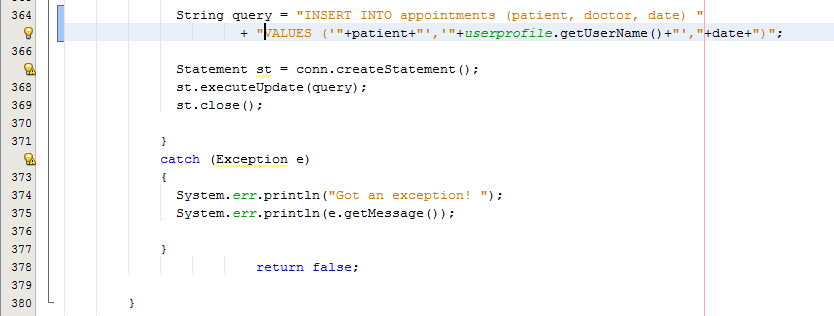 364 String query = "INSERT INTO appointments (patient, doctor, date) "
+ "VALUES ('"+patient+"','"+userprofile.getUserName()+"',"+date+")";
366
Statement st = conn.createStatement();
368 st.executeUpdate(query);
369 st.close();
370
371 }
catch (Exception e)
373 {
374 System.err.println("Got an exception! ");
375 System.err.println(e.getMessage());
376
377 }
378 return false;
379
380 }